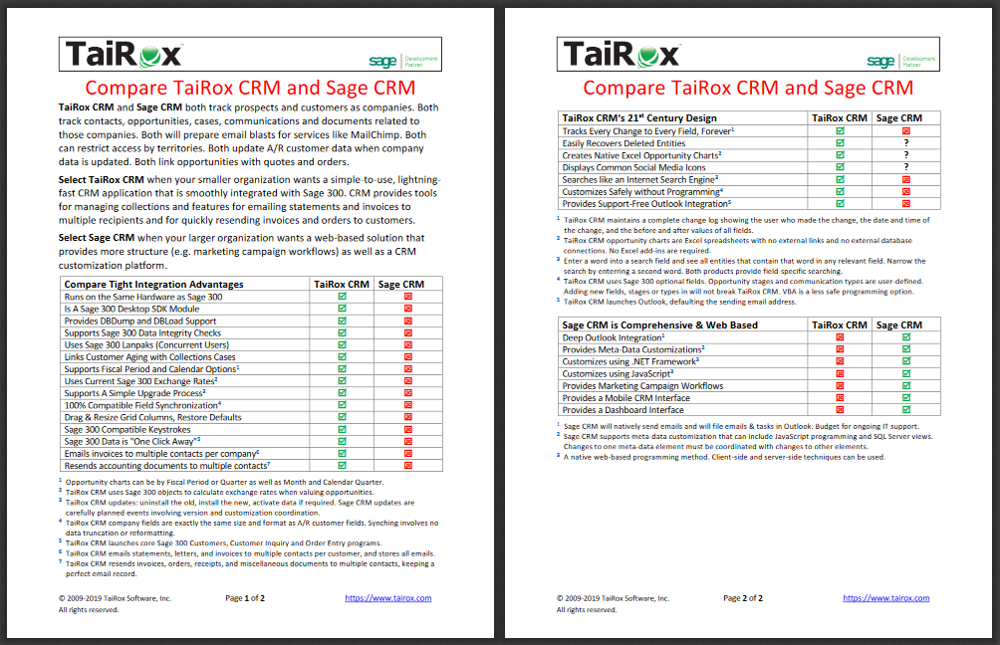 TaiRox™
sage | Development Partner
Compare TaiRox CRM and Sage CRM
TaiRox CRM and Sage CRM both track prospects and customers as companies. Both
track contacts, opportunities, cases, communications and documents related to
those companies. Both will prepare email blasts for services like MailChimp. Both
can restrict access by territories. Both update A/R customer data when company
data is updated. Both link opportunities with quotes and orders.
Select TaiRox CRM when your smaller organization wants a simple-to-use, lightning-
fast CRM application that is smoothly integrated with Sage 300. CRM provides tools
for managing collections and features for emailing statements and invoices to
multiple recipients and for quickly resending invoices and orders to customers.
Select Sage CRM when your larger organization wants a web-based solution that
provides more structure (e.g. marketing campaign workflows) as well as a CRM
customization platform.
Compare Tight Integration Advantages TaiRox CRM Sage CRM
Runs on the Same Hardware as Sage 300
Is A Sage 300 Desktop SDK Module
Provides DBDump and DBLoad Support
Supports Sage 300 Data Integrity Checks
Uses Sage 300 Lanpaks (Concurrent Users)
Links Customer Aging with Collections Cases
Supports Fiscal Period and Calendar Options¹
Uses Current Sage 300 Exchange Rates²
Supports A Simple Upgrade Process³
100% Compatible Field Synchronization⁴
Drag & Resize Grid Columns, Restore Defaults
Sage 300 Compatible Keystrokes
Sage 300 Data is "One Click Away"⁵
Emails invoices to multiple contacts per company⁶
Resends accounting documents to multiple contacts⁷
¹ Opportunity charts can be by Fiscal Period or Quarter as well as Month and Calendar Quarter.
² TaiRox CRM uses Sage 300 objects to calculate exchange rates when valuing opportunities.
³ TaiRox CRM updates: uninstall the old, install the new, activate data if required. Sage CRM updates are
carefully planned events involving version and customization coordination.
⁴ TaiRox CRM company fields are exactly the same size and format as A/R customer fields. Synching involves no
data truncation or reformatting.
⁵ TaiRox CRM launches core Sage 300 Customers, Customer Inquiry and Order Entry programs.
⁶ TaiRox CRM emails statements, letters, and invoices to multiple contacts per customer, and stores all emails.
⁷ TaiRox CRM resends invoices, orders, receipts, and miscellaneous documents to multiple contacts, keeping a
perfect email record.
© 2009-2019 TaiRox Software, Inc. Page 1 of 2 https://www.tairox.com
All rights reserved.
TaiRox™
sage | Development Partner
Compare TaiRox CRM and Sage CRM
TaiRox CRM's 21st Century Design TaiRox CRM Sage CRM
Tracks Every Change to Every Field, Forever¹
Easily Recovers Deleted Entities ?
Creates Native Excel Opportunity Charts² ?
Displays Common Social Media Icons ?
Searches like an Internet Search Engine³
Customizes Safely without Programming⁴
Provides Support-Free Outlook Integration⁵
¹ TaiRox CRM maintains a complete change log showing the user who made the change, the date and time of
the change, and the before and after values of all fields.
² TaiRox CRM opportunity charts are Excel spreadsheets with no external links and no external database
connections. No Excel add-ins are required.
³ Enter a word into a search field and see all entities that contain that word in any relevant field. Narrow the
search by entering a second word. Both products provide field-specific searching.
⁴ TaiRox CRM uses Sage 300 optional fields. Opportunity stages and communication types are user-defined.
Adding new fields, stages or types in will not break TaiRox CRM. VBA is a less safe programming option.
⁵ TaiRox CRM launches Outlook, defaulting the sending email address.
Sage CRM is Comprehensive & Web Based TaiRox CRM Sage CRM
Deep Outlook Integration¹
Provides Meta-Data Customizations²
Customizes using .NET Framework³
Customizes using JavaScript³
Provides Marketing Campaign Workflows
Provides a Mobile CRM Interface
Provides a Dashboard Interface
¹ Sage CRM will natively send emails and will file emails & tasks in Outlook. Budget for ongoing IT support.
² Sage CRM supports meta-data customization that can include JavaScript programming and SQL Server views.
Changes to one meta-data element must be coordinated with changes to other elements.
³ A native web-based programming method. Client-side and server-side techniques can be used.
© 2009-2019 TaiRox Software, Inc. Page 2 of 2 https://www.tairox.com
All rights reserved.